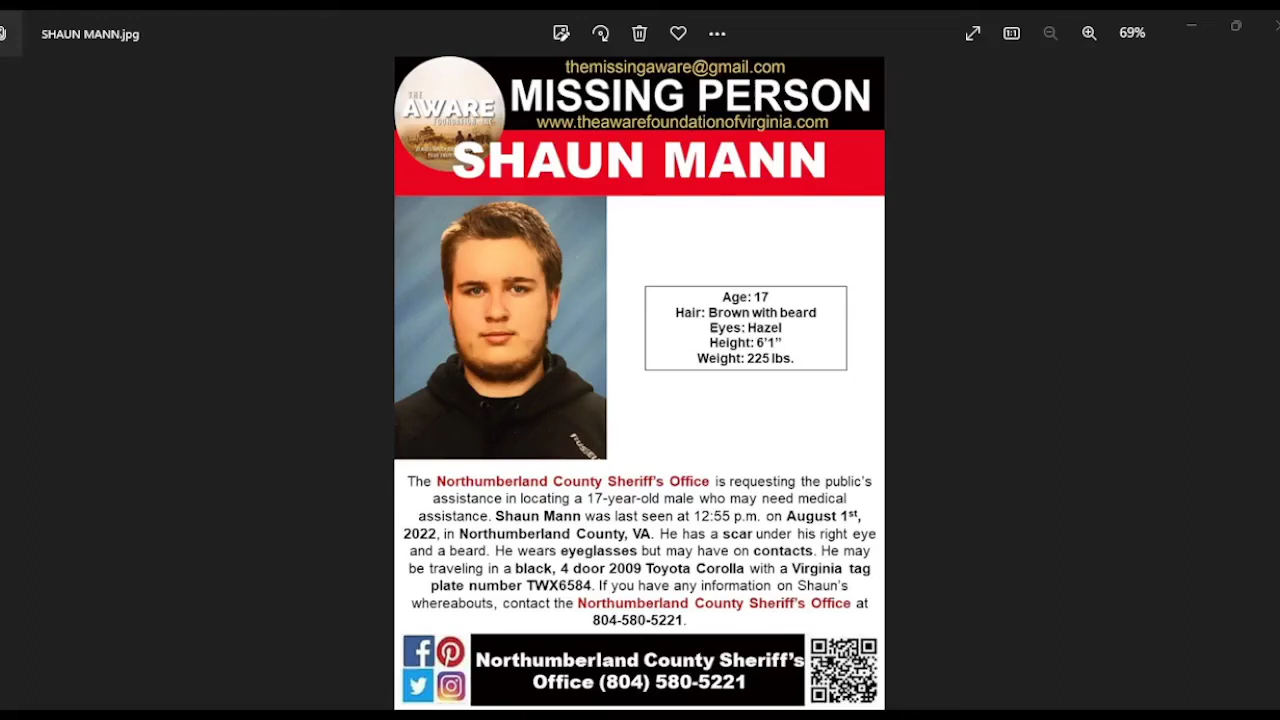 SHAUN MANN.jpg
69%
themissingaware@gmail.com
MISSING PERSON
www.theawarefoundationofvirginia.com
THE
AWARE
FOUNDATION, INC.
SHAUN MANN
Age: 17
Hair: Brown with beard
Eyes: Hazel
Height: 6'1”
Weight: 225 lbs.
The Northumberland County Sheriff's Office is requesting the public's
assistance in locating a 17-year-old male who may need medical
assistance. Shaun Mann was last seen at 12:55 p.m. on August 1st,
2022, in Northumberland County, VA. He has a scar under his right eye
and a beard. He wears eyeglasses but may have on contacts. He may
be traveling in a black, 4 door 2009 Toyota Corolla with a Virginia tag
plate number TWX6584. If you have any information on Shaun's
whereabouts, contact the Northumberland County Sheriff's Office at
804-580-5221.
Northumberland County Sheriff's
Office (804) 580-5221